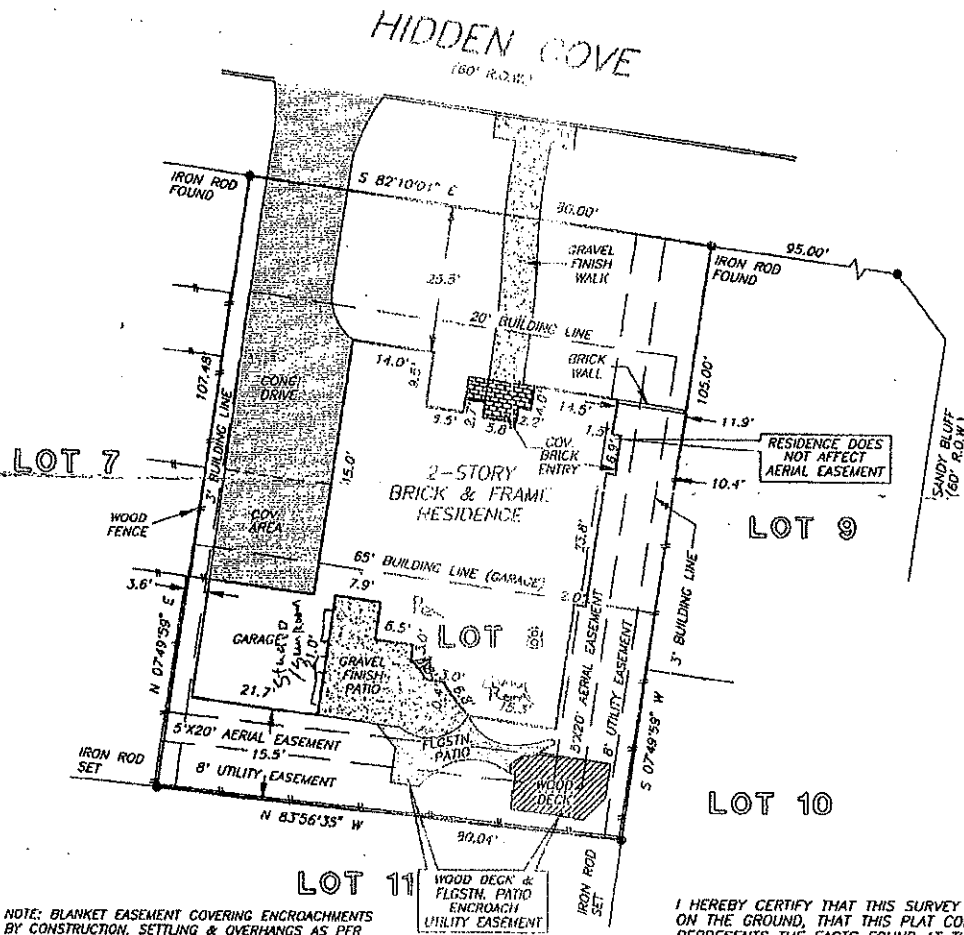 HIDDEN COVE
(60' R.O.W.)
IRON ROD
FOUND
S 82°10'01" E
90.00'
95.00'
IRON ROD
FOUND
GRAVEL
FINISH
WALK
20' BUILDING LINE
BRICK
WALL
105.00'
107.48'
CONC.
DRIVE
14.0'
14.5'
11.9'
5.8'
COV.
BRICK
ENTRY
RESIDENCE DOES
NOT AFFECT
AERIAL EASEMENT
SANDY BLUFF
(60' R.O.W.)
10.4'
LOT 7
3' BUILDING LINE
2-STORY
BRICK & FRAME
RESIDENCE
LOT 9
WOOD
FENCE
COV.
AREA
65' BUILDING LINE (GARAGE)
3.6'
7.9'
3' BUILDING LINE
N 07°49'59" E
GARAGE
Studio
/Sunroom
21.0'
6.5'
LOT 8
GRAVEL
FINISH
PATIO
21.7'
5'X20' AERIAL EASEMENT
8' UTILITY EASEMENT
S 07°49'59" W
5'X20' AERIAL EASEMENT
15.5'
8' UTILITY EASEMENT
FLGSTN.
PATIO
WOOD
DECK
IRON ROD
SET
N 83°56'35" W
90.04'
LOT 10
LOT 11
WOOD DECK &
FLGSTN. PATIO
ENCROACH
UTILITY EASEMENT
IRON ROD
SET
NOTE: BLANKET EASEMENT COVERING ENCROACHMENTS
BY CONSTRUCTION, SETTLING & OVERHANGS AS PER
I HEREBY CERTIFY THAT THIS SURVEY
ON THE GROUND, THAT THIS PLAT